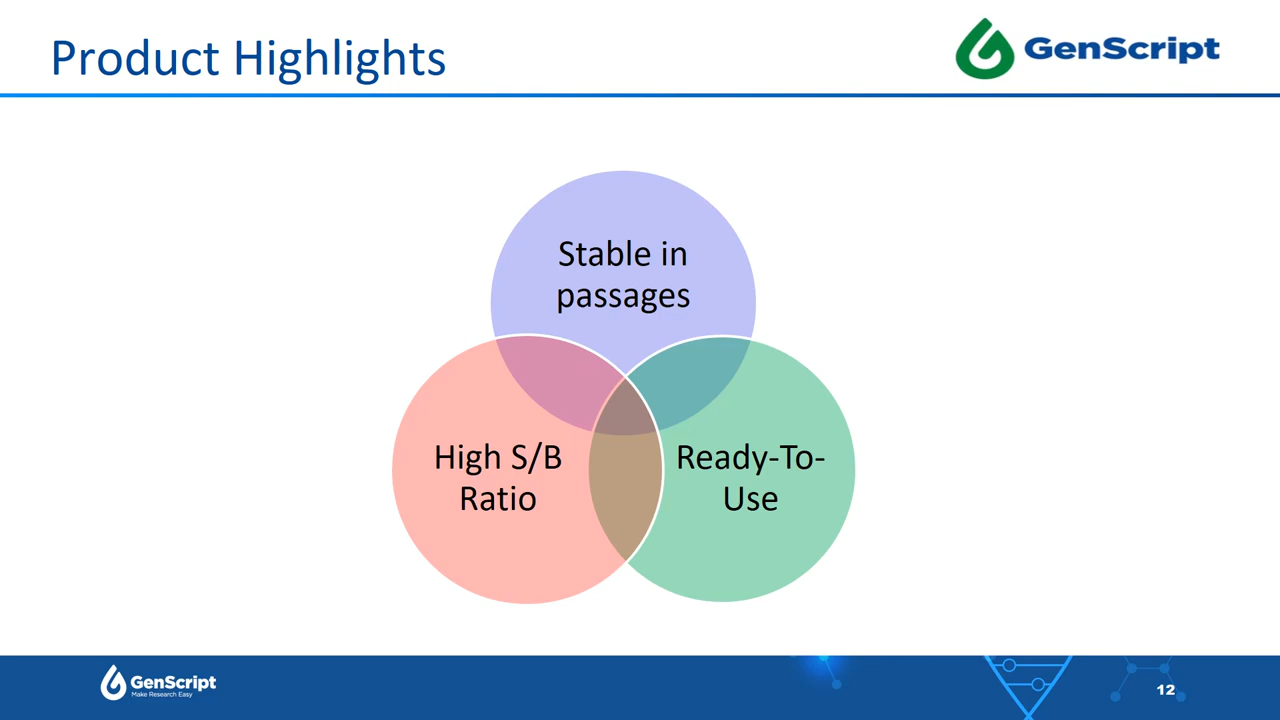 Product Highlights
GenScript
Stable in
passages
High S/B
Ratio
Ready-To-
Use
GenScript
Make Research Easy
12